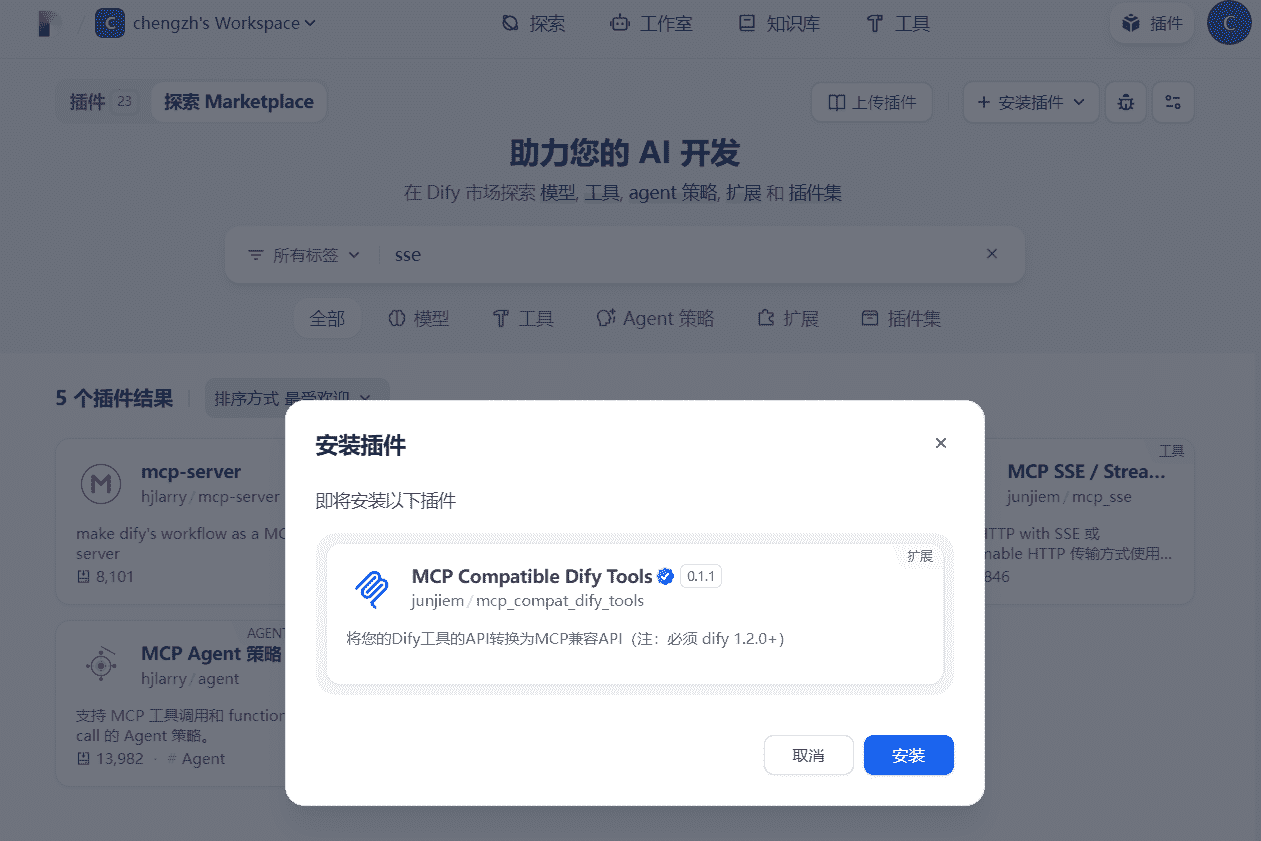 chengzh's Workspace
探索
工作室
知识库
工具
插件
C
插件 23
探索 Marketplace
上传插件
安装插件
助力您的 AI 开发
在 Dify 市场探索 模型, 工具, agent 策略, 扩展 和 插件集
所有标签
sse
全部
模型
工具
Agent 策略
扩展
插件集
5 个插件结果
排序方式 最受欢迎
mcp-server
hjlarry / mcp-server
make dify's workflow as a MC
server
8,101
工具
MCP SSE / Strea...
junjiem / mcp_sse
HTTP with SSE 或
mable HTTP 传输方式使用...
846
AGENT
MCP Agent 策略
hjlarry / agent
支持 MCP 工具调用和 function
call 的 Agent 策略。
13,982 · # Agent
安装插件
即将安装以下插件
扩展
MCP Compatible Dify Tools 0.1.1
junjiem / mcp_compat_dify_tools
将您的Dify工具的API转换为MCP兼容API（注：必须 dify 1.2.0+）
取消
安装